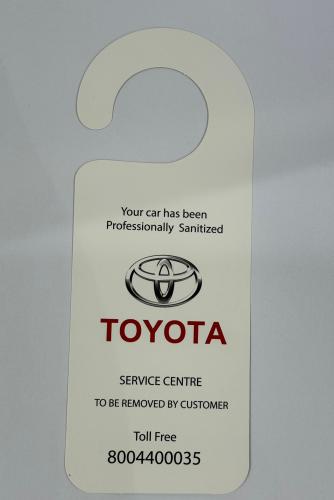 Your car has been
Professionally Sanitized
TOYOTA
SERVICE CENTRE
TO BE REMOVED BY CUSTOMER
Toll Free
8004400035